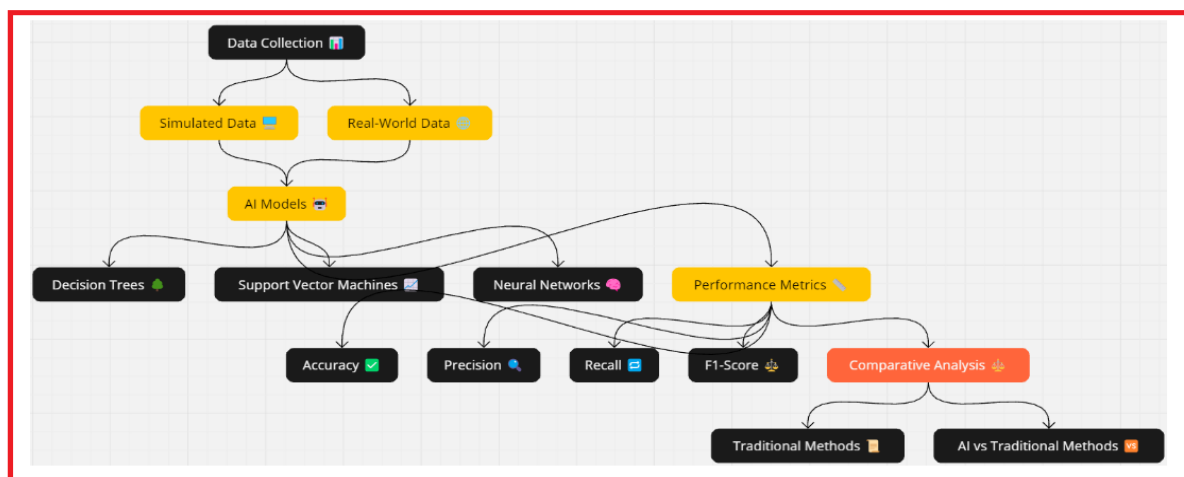 Data Collection
Simulated Data
Real-World Data
AI Models
Decision Trees
Support Vector Machines
Neural Networks
Performance Metrics
Accuracy
Precision
Recall
F1-Score
Comparative Analysis
Traditional Methods
AI vs Traditional Methods 🆚